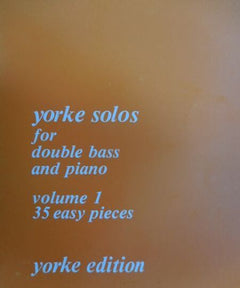 yorke solos
for
double bass
and piano
volume 1
35 easy pieces
yorke edition